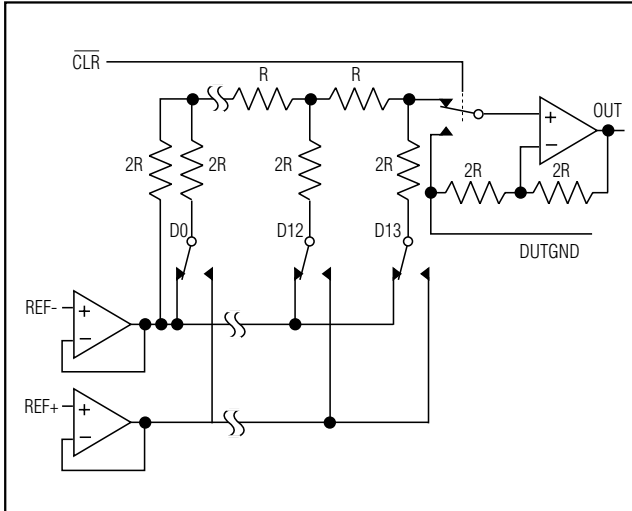 CLR
R R
2R 2R 2R 2R
OUT
+
−
2R 2R
D0 D12 D13
DUTGND
REF-
+
−
REF+
+
−